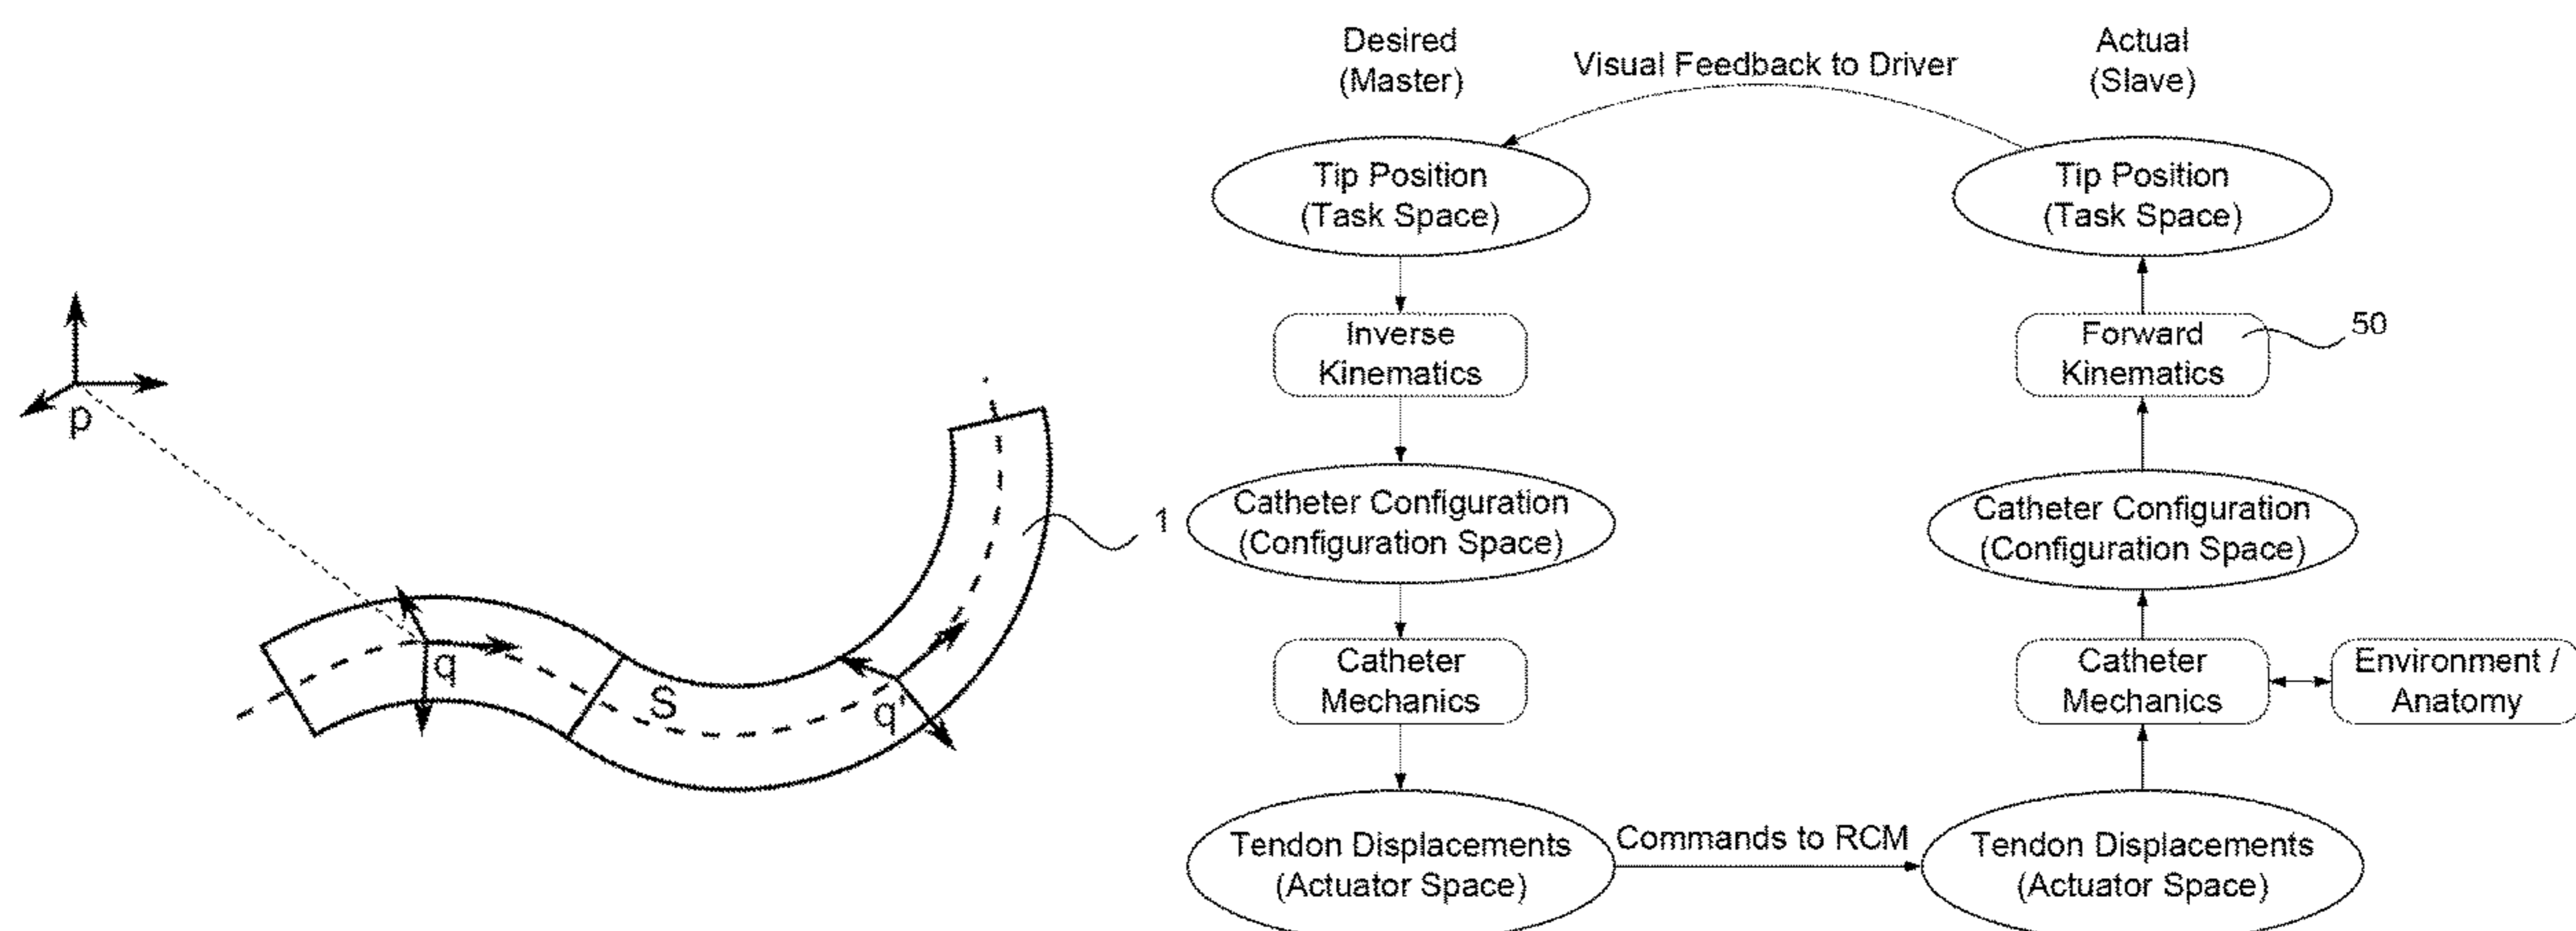 p
q
S
q'
1
Desired
(Master)
Visual Feedback to Driver
Actual
(Slave)
Tip Position
(Task Space)
Inverse
Kinematics
Catheter Configuration
(Configuration Space)
Catheter
Mechanics
Tendon Displacements
(Actuator Space)
Commands to RCM
Tip Position
(Task Space)
Forward
Kinematics
50
Catheter Configuration
(Configuration Space)
Catheter
Mechanics
Environment /
Anatomy
Tendon Displacements
(Actuator Space)